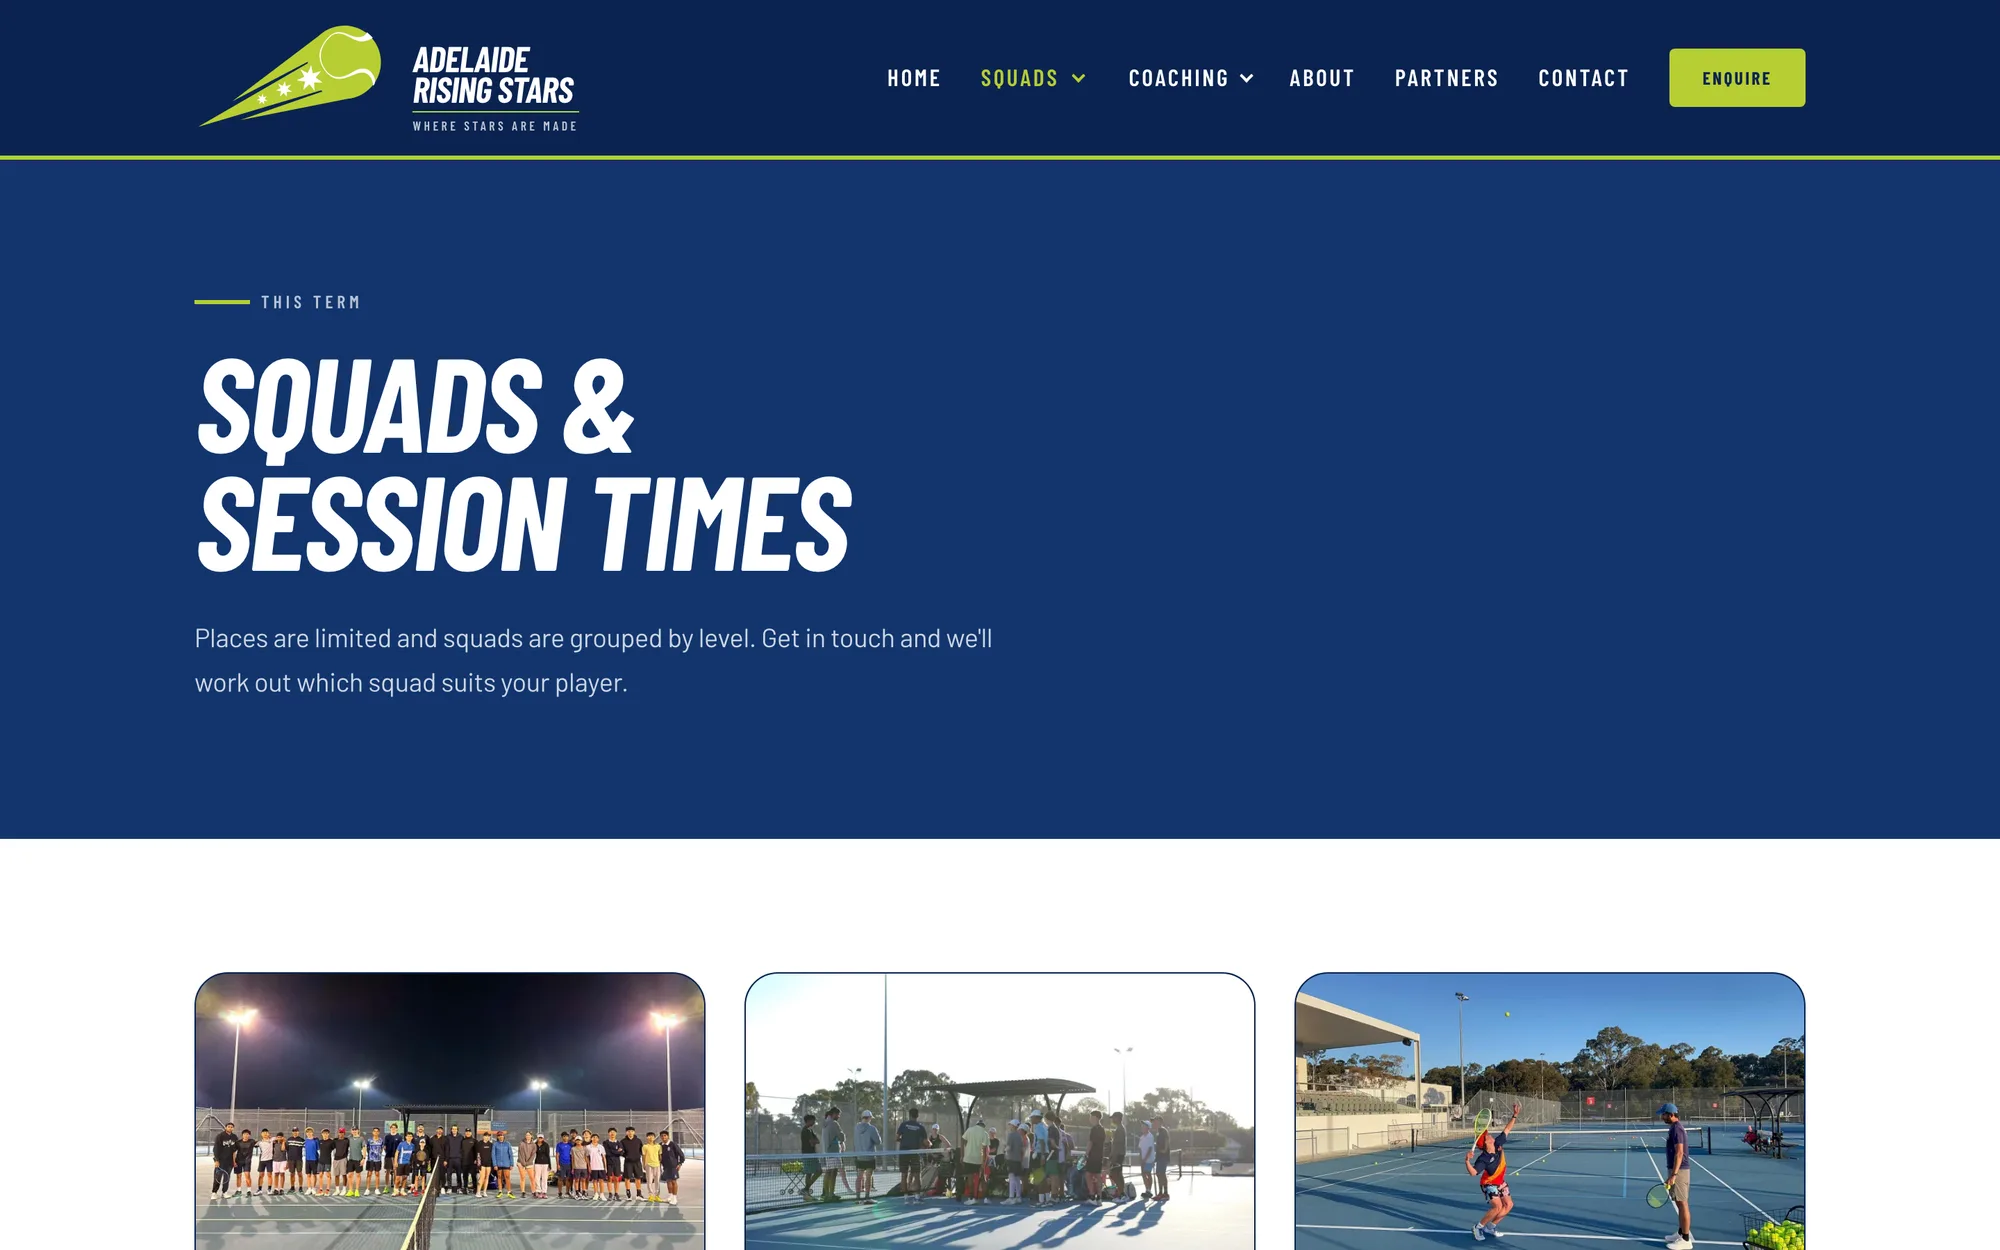 ADELAIDE
RISING STARS
WHERE STARS ARE MADE
HOME SQUADS COACHING ABOUT PARTNERS CONTACT ENQUIRE
THIS TERM
SQUADS &
SESSION TIMES
Places are limited and squads are grouped by level. Get in touch and we'll
work out which squad suits your player.